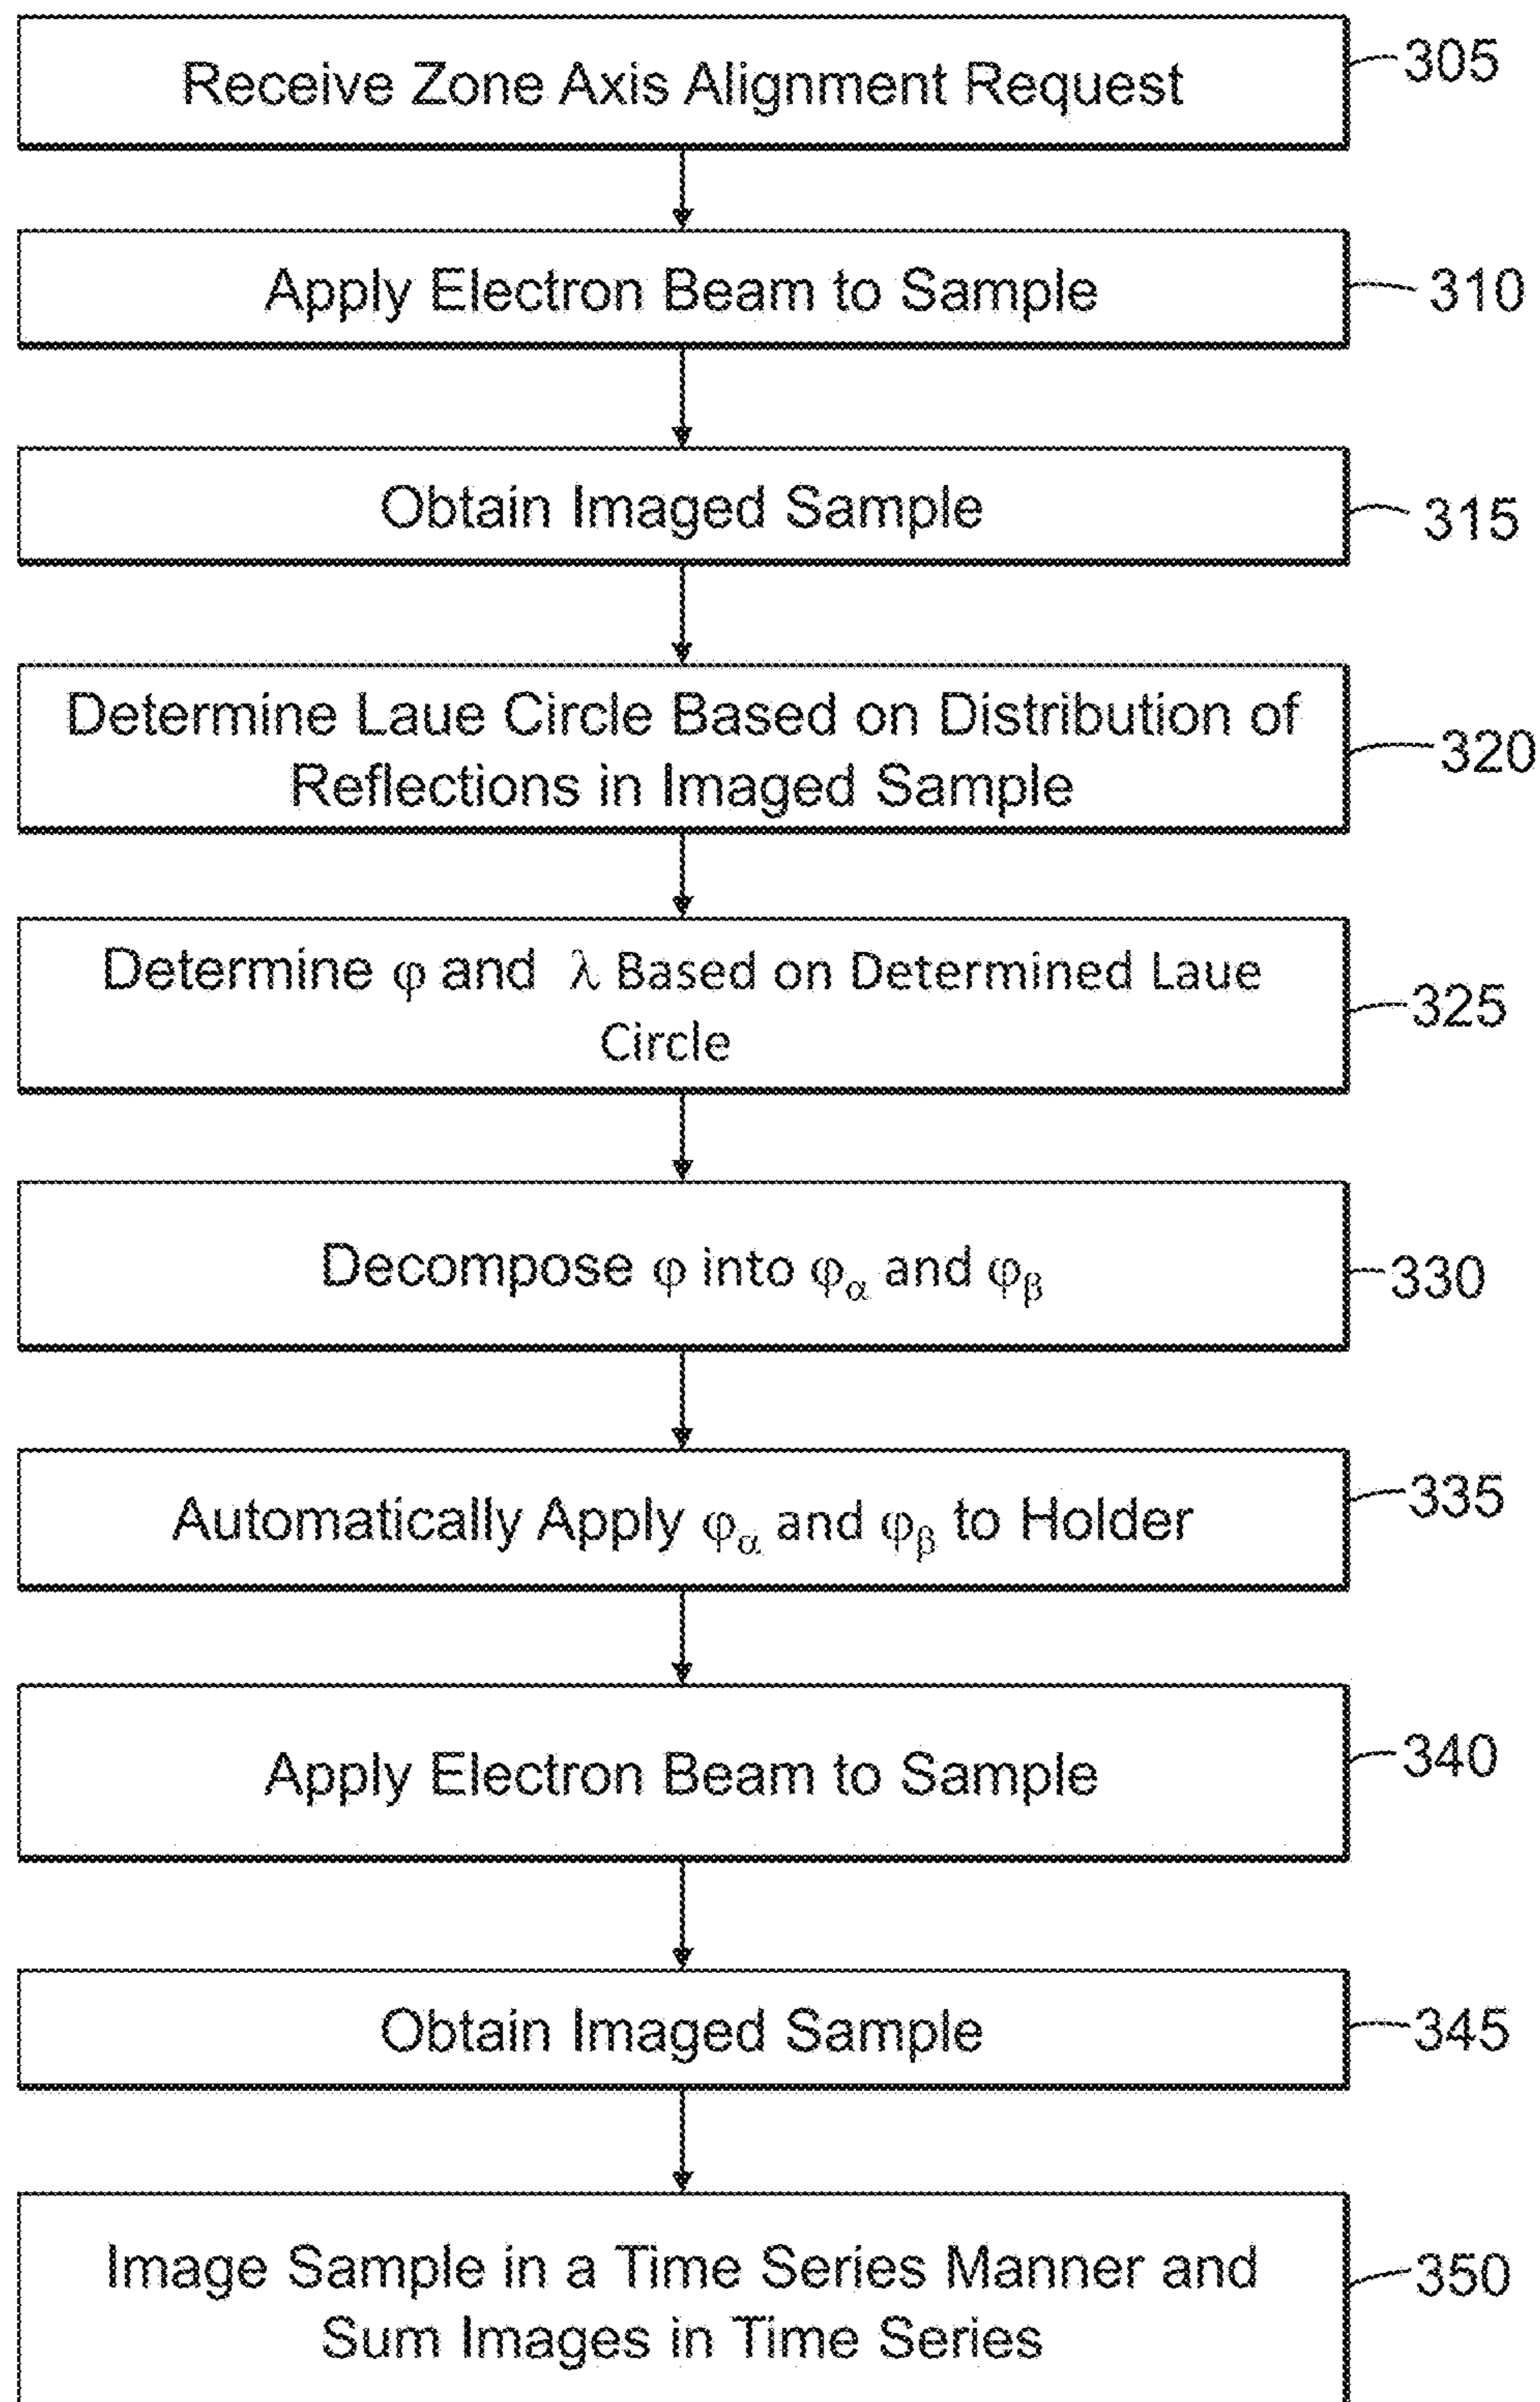 Receive Zone Axis Alignment Request
305
Apply Electron Beam to Sample
310
Obtain Imaged Sample
315
Determine Laue Circle Based on Distribution of
Reflections in Imaged Sample
320
Determine φ and λ Based on Determined Laue
Circle
325
Decompose φ into φα and φβ
330
Automatically Apply φα and φβ to Holder
335
Apply Electron Beam to Sample
340
Obtain Imaged Sample
345
Image Sample in a Time Series Manner and
Sum Images in Time Series
350